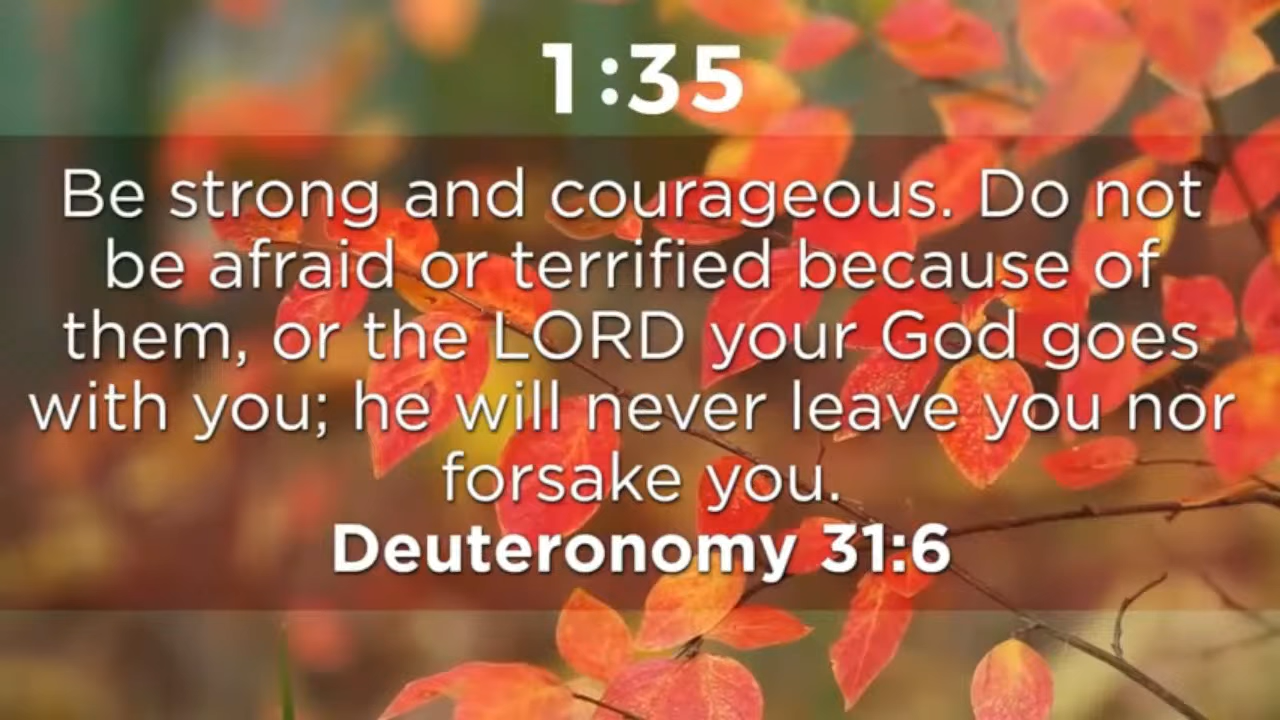 1:35
Be strong and courageous. Do not
be afraid or terrified because of
them, or the LORD your God goes
with you; he will never leave you nor
forsake you.
Deuteronomy 31:6